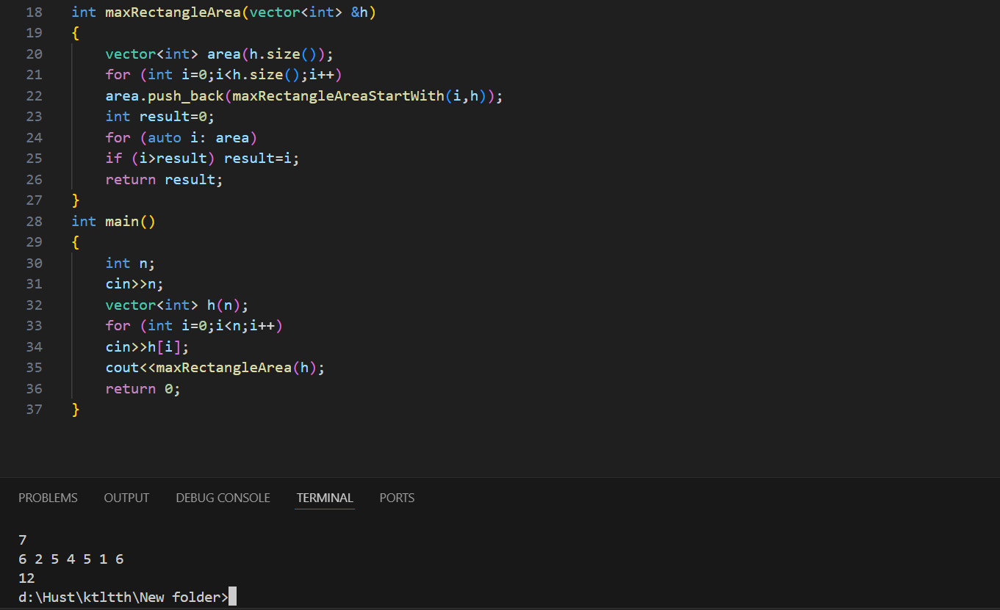 18 int maxRectangleArea(vector<int> &h)
19 {
20     vector<int> area(h.size());
21     for (int i=0;i<h.size();i++)
22     area.push_back(maxRectangleAreaStartWith(i,h));
23     int result=0;
24     for (auto i: area)
25     if (i>result) result=i;
26     return result;
27 }
28 int main()
29 {
30     int n;
31     cin>>n;
32     vector<int> h(n);
33     for (int i=0;i<n;i++)
34     cin>>h[i];
35     cout<<maxRectangleArea(h);
36     return 0;
37 }
PROBLEMS OUTPUT DEBUG CONSOLE TERMINAL PORTS
7
6 2 5 4 5 1 6
12
d:\Hust\ktltth\New folder>